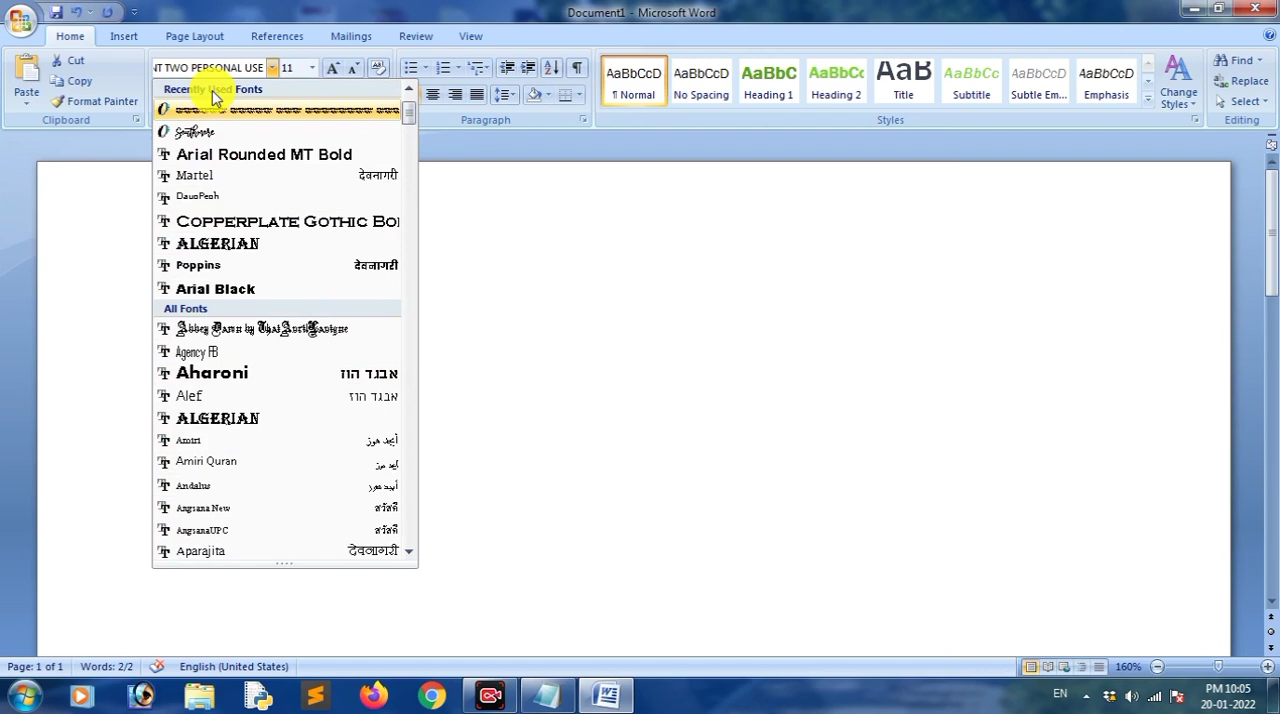 Document1 - Microsoft Word
Home Insert Page Layout References Mailings Review View
Paste
Cut
Copy
Format Painter
Clipboard
NT TWO PERSONAL USE 11
Paragraph
AaBbCcD AaBbCcD AaBbC AaBbCc AaB AaBbCc AaBbCcD AaBbCcD
¶ Normal No Spacing Heading 1 Heading 2 Title Subtitle Subtle Em... Emphasis
Change
Styles
Styles
Find
Replace
Select
Editing
Recently Used Fonts
Arial Rounded MT Bold
Martel देवनागरी
DaunPenh
Copperplate Gothic Bol
ALGERIAN
Poppins देवनागरी
Arial Black
All Fonts
Agency FB
Aharoni אבגד הוז
Alef אבגד הוז
ALGERIAN
Amiri أبجد هوز
Amiri Quran أبجد هوز
Andalus أبجد هوز
Angsana New สวัสดี
AngsanaUPC สวัสดี
Aparajita देवनागरी
Page: 1 of 1 Words: 2/2 English (United States) 160%
EN
PM 10:05
20-01-2022